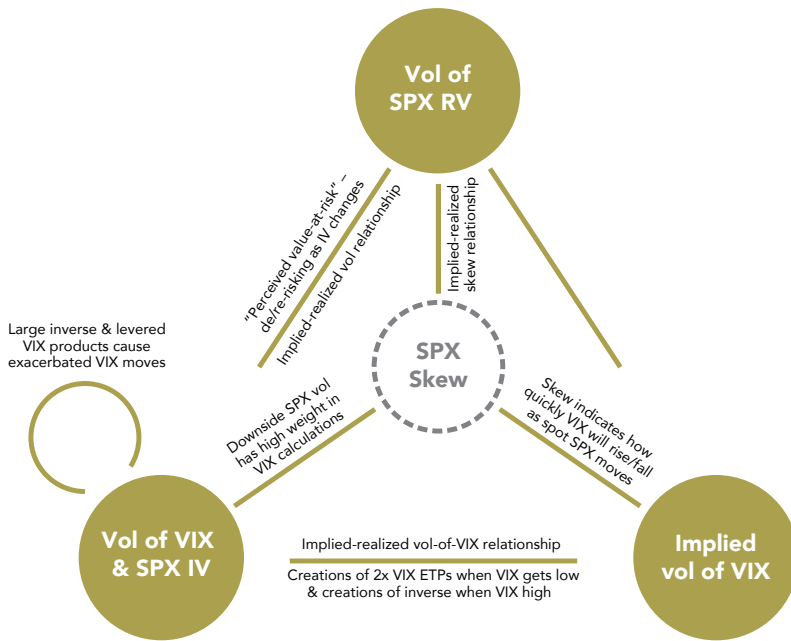 Vol of
SPX RV
“Perceived value-at-risk” –
de/re-risking as IV changes
Implied-realized vol relationship
Implied-realized
skew relationship
SPX
Skew
Large inverse & levered
VIX products cause
exacerbated VIX moves
Downside SPX vol
has high weight in
VIX calculations
Skew indicates how
quickly VIX will rise/fall
as spot SPX moves
Vol of VIX
& SPX IV
Implied-realized vol-of-VIX relationship
Creations of 2x VIX ETPs when VIX gets low
& creations of inverse when VIX high
Implied
vol of VIX